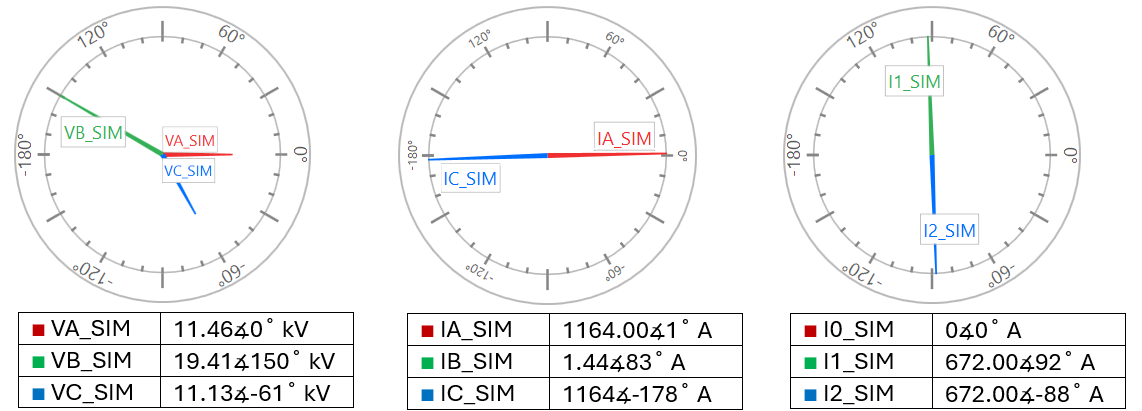 120°
60°
VB_SIM
VA_SIM
-180°
0°
VC_SIM
-120°
-60°
VA_SIM 11.46∡0° kV
VB_SIM 19.41∡150° kV
VC_SIM 11.13∡-61° kV
120°
60°
IA_SIM
-180°
0°
IC_SIM
-120°
-60°
IA_SIM 1164.00∡1° A
IB_SIM 1.44∡83° A
IC_SIM 1164∡-178° A
120°
60°
I1_SIM
-180°
0°
I2_SIM
-120°
-60°
I0_SIM 0∡0° A
I1_SIM 672.00∡92° A
I2_SIM 672.00∡-88° A